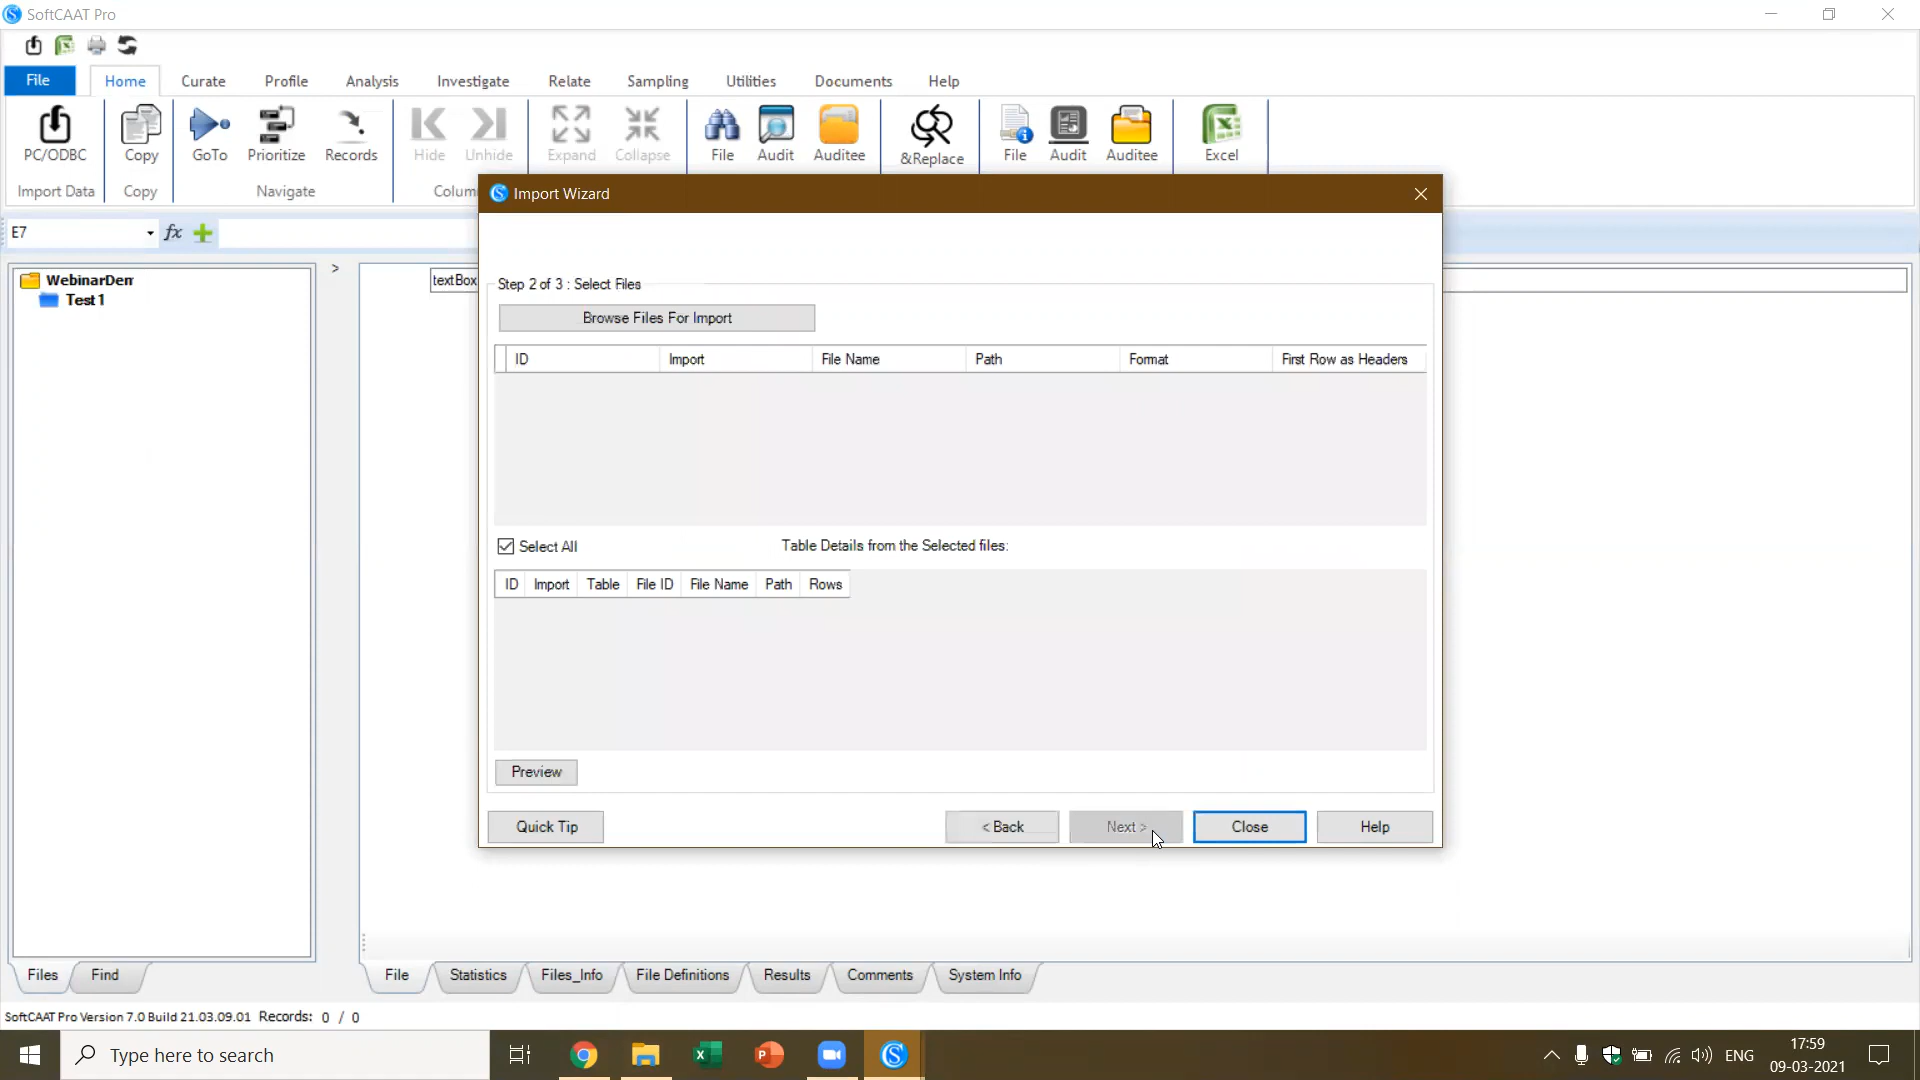 SoftCAAT Pro
File Home Curate Profile Analysis Investigate Relate Sampling Utilities Documents Help
PC/ODBC Copy GoTo Prioritize Records Hide Unhide Expand Collapse File Audit Auditee &Replace File Audit Auditee Excel
Import Data Copy Navigate Colum
Import Wizard
E7 fx
WebinarDem
Test 1
>
textBox
Step 2 of 3 : Select Files
Browse Files For Import
ID Import File Name Path Format First Row as Headers
Select All Table Details from the Selected files:
ID Import Table File ID File Name Path Rows
Preview
Quick Tip < Back Next > Close Help
Files Find File Statistics Files_Info File Definitions Results Comments System Info
SoftCAAT Pro Version 7.0 Build 21.03.09.01 Records: 0 / 0
Type here to search
ENG
17:59
09-03-2021